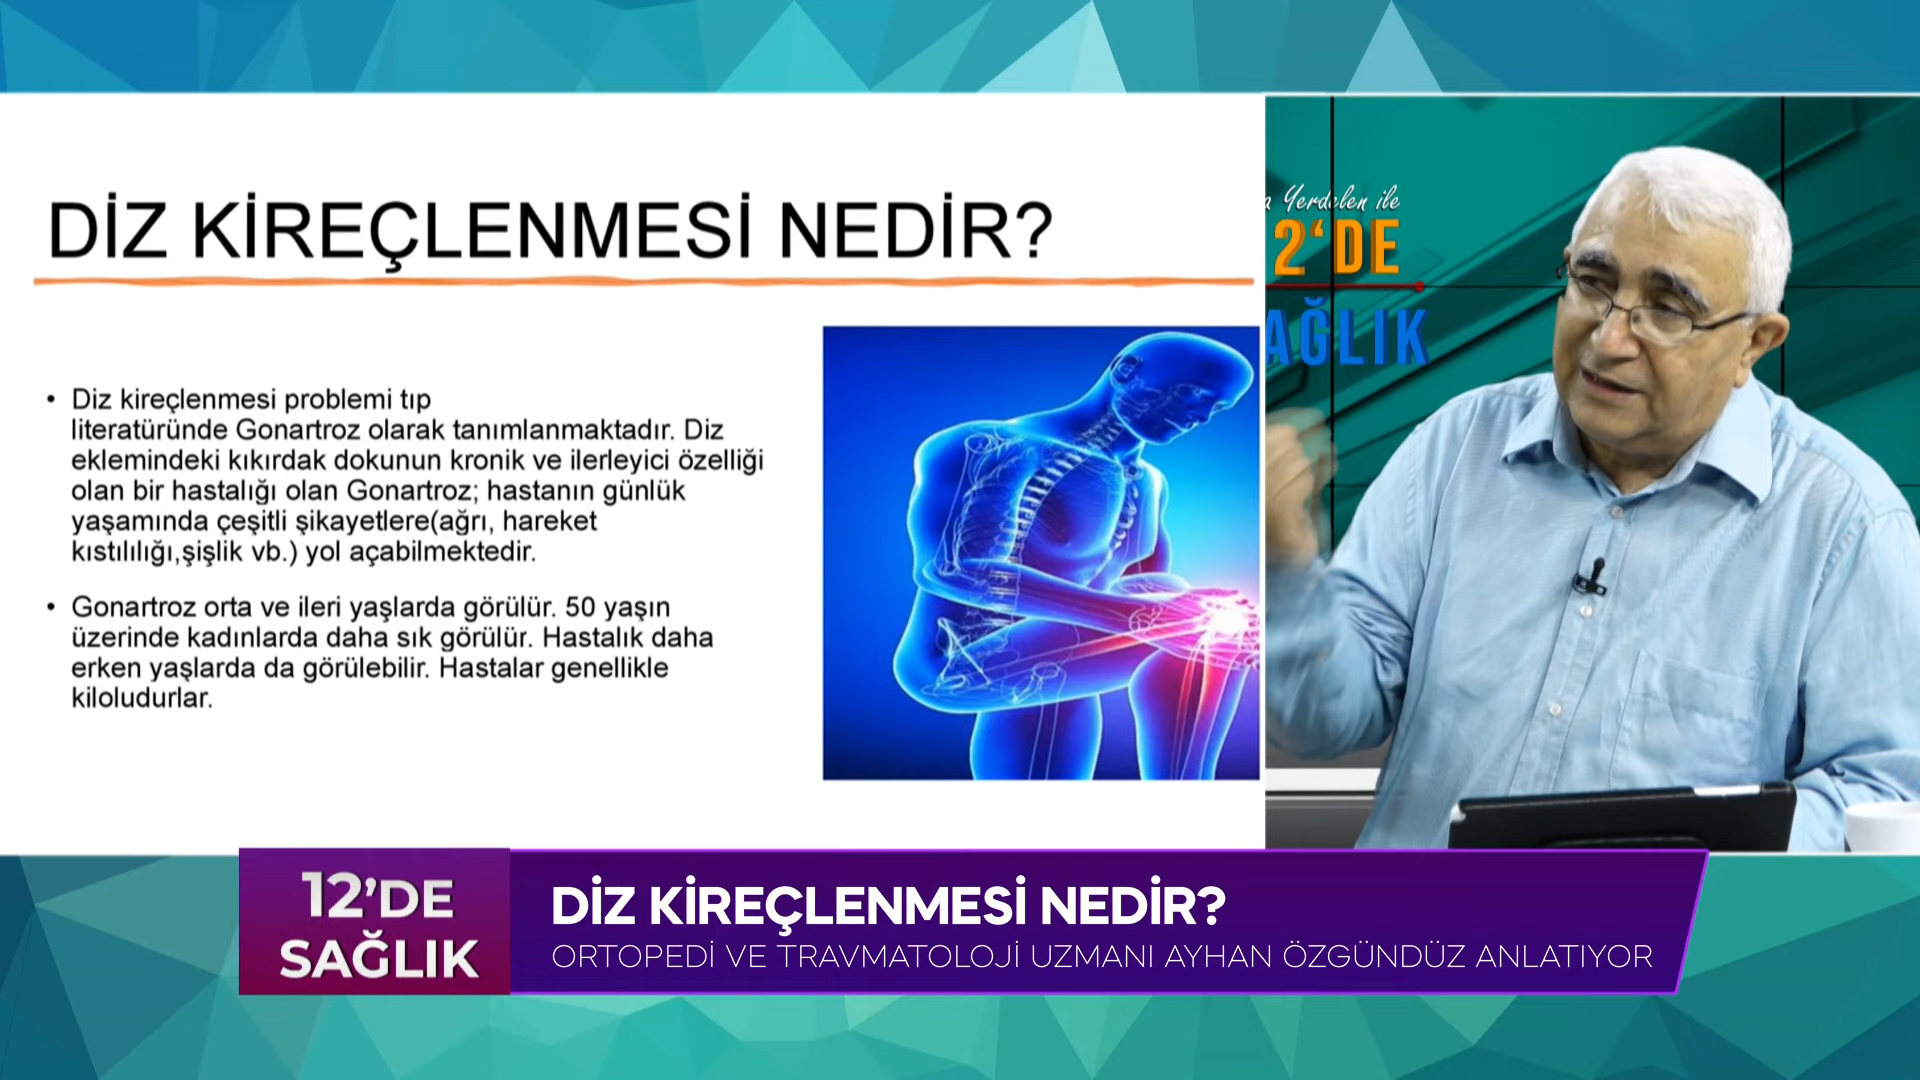 DİZ KİREÇLENMESİ NEDİR?
• Diz kireçlenmesi problemi tıp
literatüründe Gonartroz olarak tanımlanmaktadır. Diz
eklemindeki kıkırdak dokunun kronik ve ilerleyici özelliği
olan bir hastalığı olan Gonartroz; hastanın günlük
yaşamında çeşitli şikayetlere(ağrı, hareket
kıstılılığı,şişlik vb.) yol açabilmektedir.
• Gonartroz orta ve ileri yaşlarda görülür. 50 yaşın
üzerinde kadınlarda daha sık görülür. Hastalık daha
erken yaşlarda da görülebilir. Hastalar genellikle
kiloludurlar.
a Yerdelen ile
2‘DE
AĞLIK
12’DE
SAĞLIK
DİZ KİREÇLENMESİ NEDİR?
ORTOPEDİ VE TRAVMATOLOJİ UZMANI AYHAN ÖZGÜNDÜZ ANLATIYOR